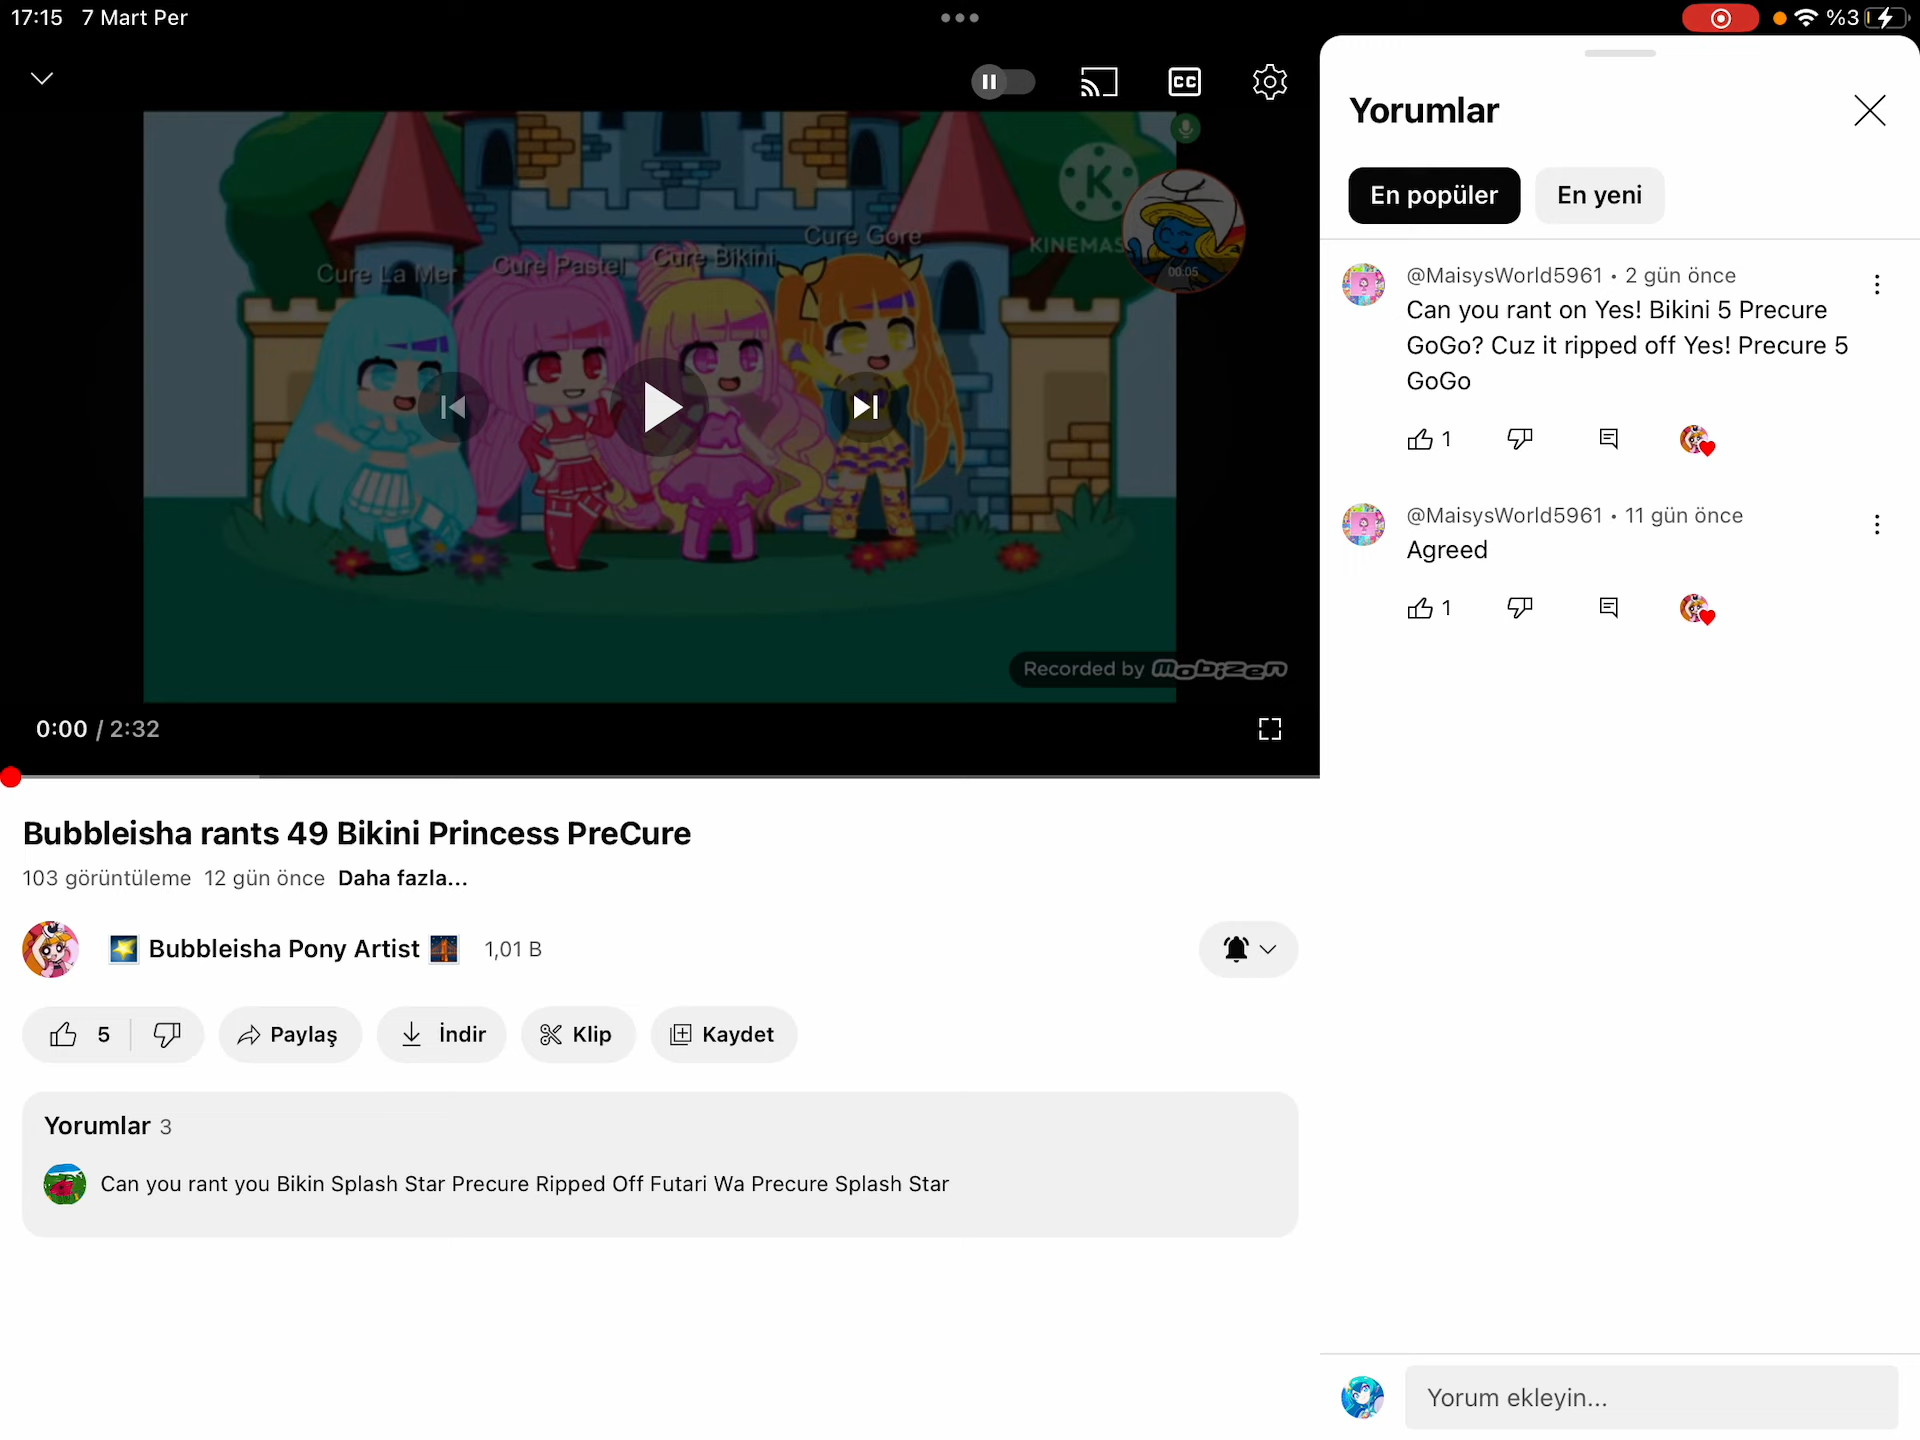 17:15 7 Mart Per
%3
Cure La Mer
Cure Pastel
Cure Bikini
Cure Gore
K
KINEMAS
00:05
Recorded by mobizen
0:00 / 2:32
Bubbleisha rants 49 Bikini Princess PreCure
103 görüntüleme 12 gün önce Daha fazla...
Bubbleisha Pony Artist 1,01 B
5
Paylaş
İndir
Klip
Kaydet
Yorumlar 3
Can you rant you Bikin Splash Star Precure Ripped Off Futari Wa Precure Splash Star
Yorumlar
En popüler
En yeni
@MaisysWorld5961 • 2 gün önce
Can you rant on Yes! Bikini 5 Precure
GoGo? Cuz it ripped off Yes! Precure 5
GoGo
1
@MaisysWorld5961 • 11 gün önce
Agreed
1
Yorum ekleyin...